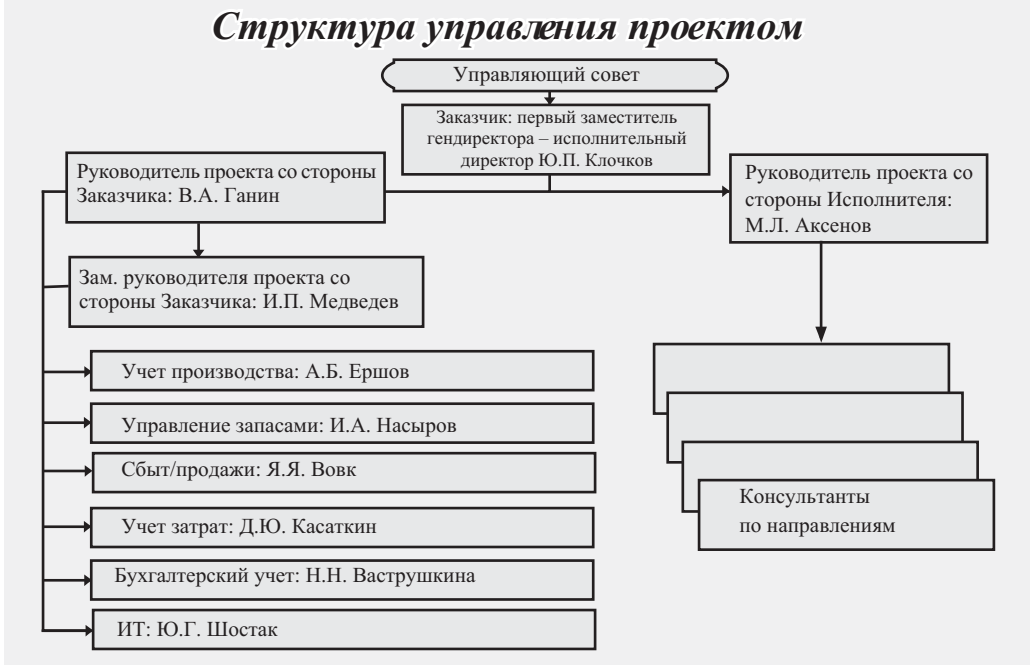 Структура управления проектом
Управляющий совет
Заказчик: первый заместитель
гендиректора – исполнительный
директор Ю.П. Клочков
Руководитель проекта со стороны
Заказчика: В.А. Ганин
Руководитель проекта со
стороны Исполнителя:
М.Л. Аксенов
Зам. руководителя проекта со
стороны Заказчика: И.П. Медведев
Учет производства: А.Б. Ершов
Управление запасами: И.А. Насыров
Сбыт/продажи: Я.Я. Вовк
Учет затрат: Д.Ю. Касаткин
Бухгалтерский учет: Н.Н. Ваструшкина
ИТ: Ю.Г. Шостак
Консультанты
по направлениям